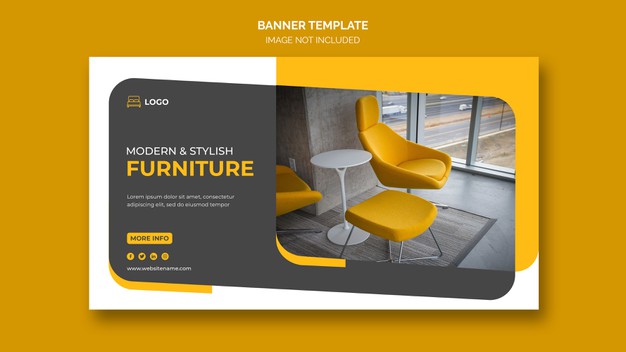 BANNER TEMPLATE
IMAGE NOT INCLUDED
LOGO
MODERN & STYLISH
FURNITURE
Lorem ipsum dolor sit amet, consectetur
adipiscing elit, sed do eiusmod tempor
MORE INFO
www.websitename.com